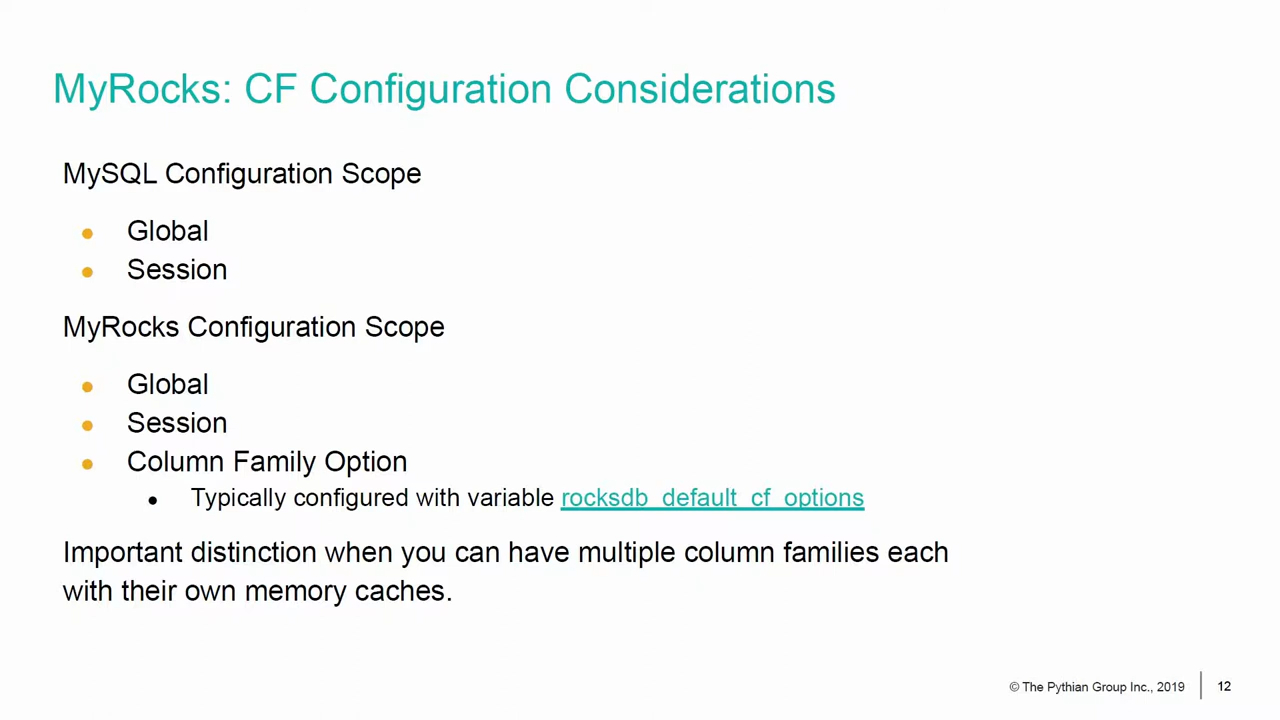 MyRocks: CF Configuration Considerations
MySQL Configuration Scope
● Global
● Session
MyRocks Configuration Scope
● Global
● Session
● Column Family Option
● Typically configured with variable rocksdb_default_cf_options
Important distinction when you can have multiple column families each
with their own memory caches.
© The Pythian Group Inc., 2019 | 12